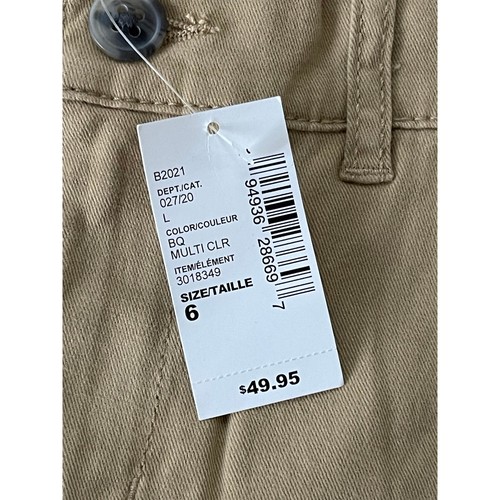 B2021
DEPT./CAT.
027/20
L
COLOR/COULEUR
BQ
MULTI CLR
ITEM/ÉLÉMENT
3018349
SIZE/TAILLE
6
94936 28669 7
$49.95